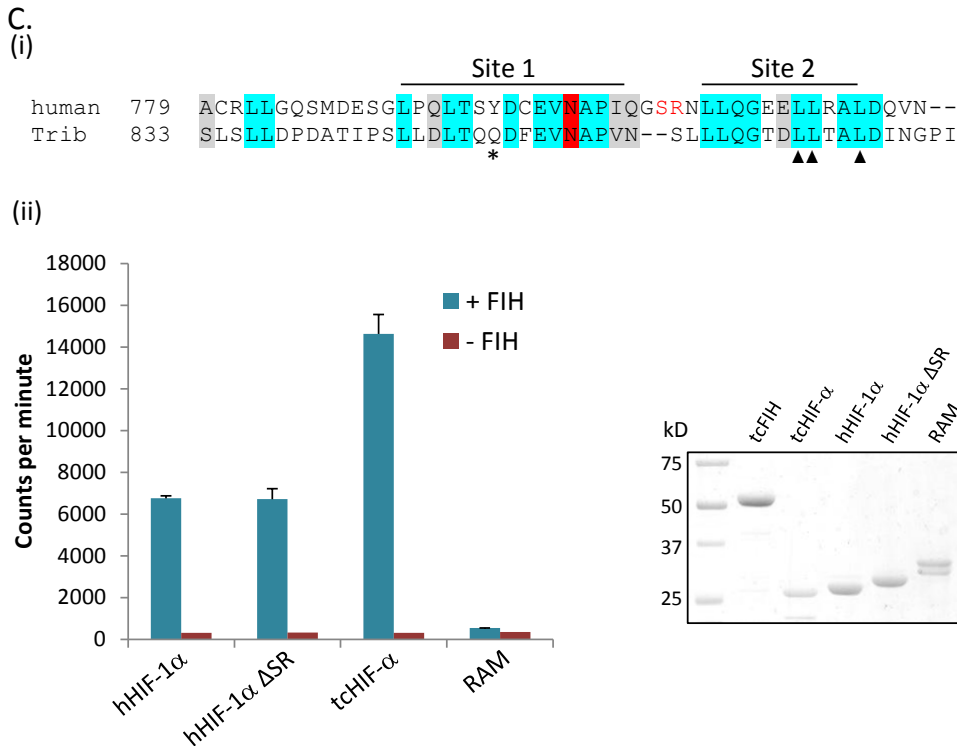 C.
(i)
Site 1 Site 2
human 779 ACRLLGQSMDESGLPQLTSYDCEVNAPIQGSRNLLQGEELLRALDQVN--
Trib 833 SLSLLDPDATIPSLLDLTQQDFEVNAPVN--SLLLQGTDLLTALDINGPI
* ▲▲ ▲
(ii)
18000
16000
14000
12000
10000
8000
6000
4000
2000
0
Counts per minute
+ FIH
- FIH
hHIF-1α
hHIF-1α ΔSR
tcHIF-α
RAM
kD
tcFIH
tcHIF-α
hHIF-1α
hHIF-1α ΔSR
RAM
75
50
37
25